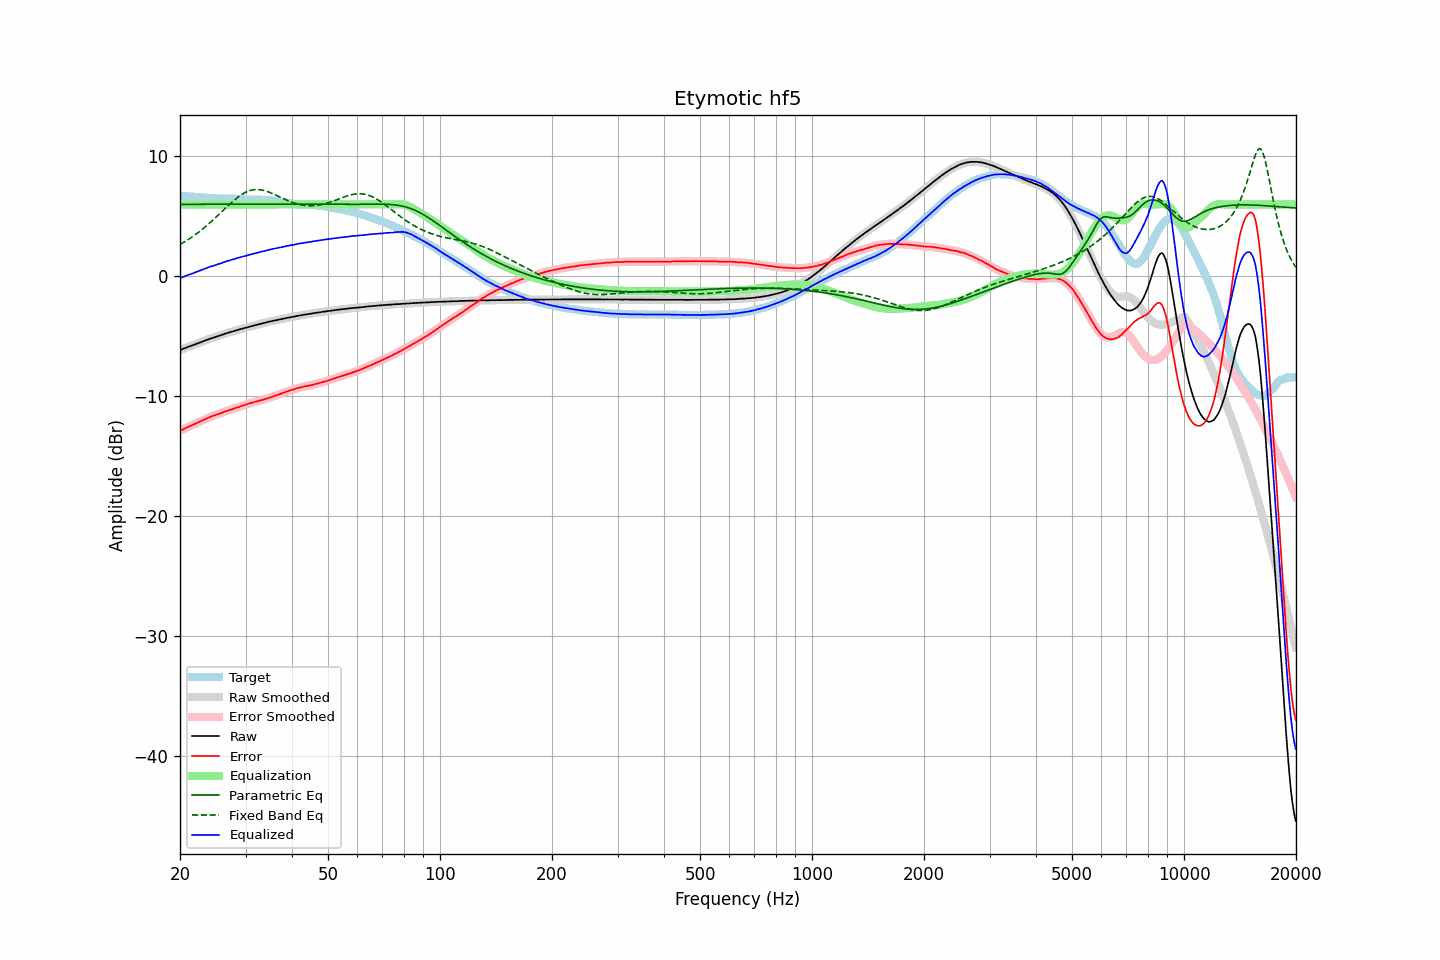 Etymotic hf5
Amplitude (dBr)
10
0
−10
−20
−30
−40
Target
Raw Smoothed
Error Smoothed
Raw
Error
Equalization
Parametric Eq
Fixed Band Eq
Equalized
20 50 100 200 500 1000 2000 5000 10000 20000
Frequency (Hz)